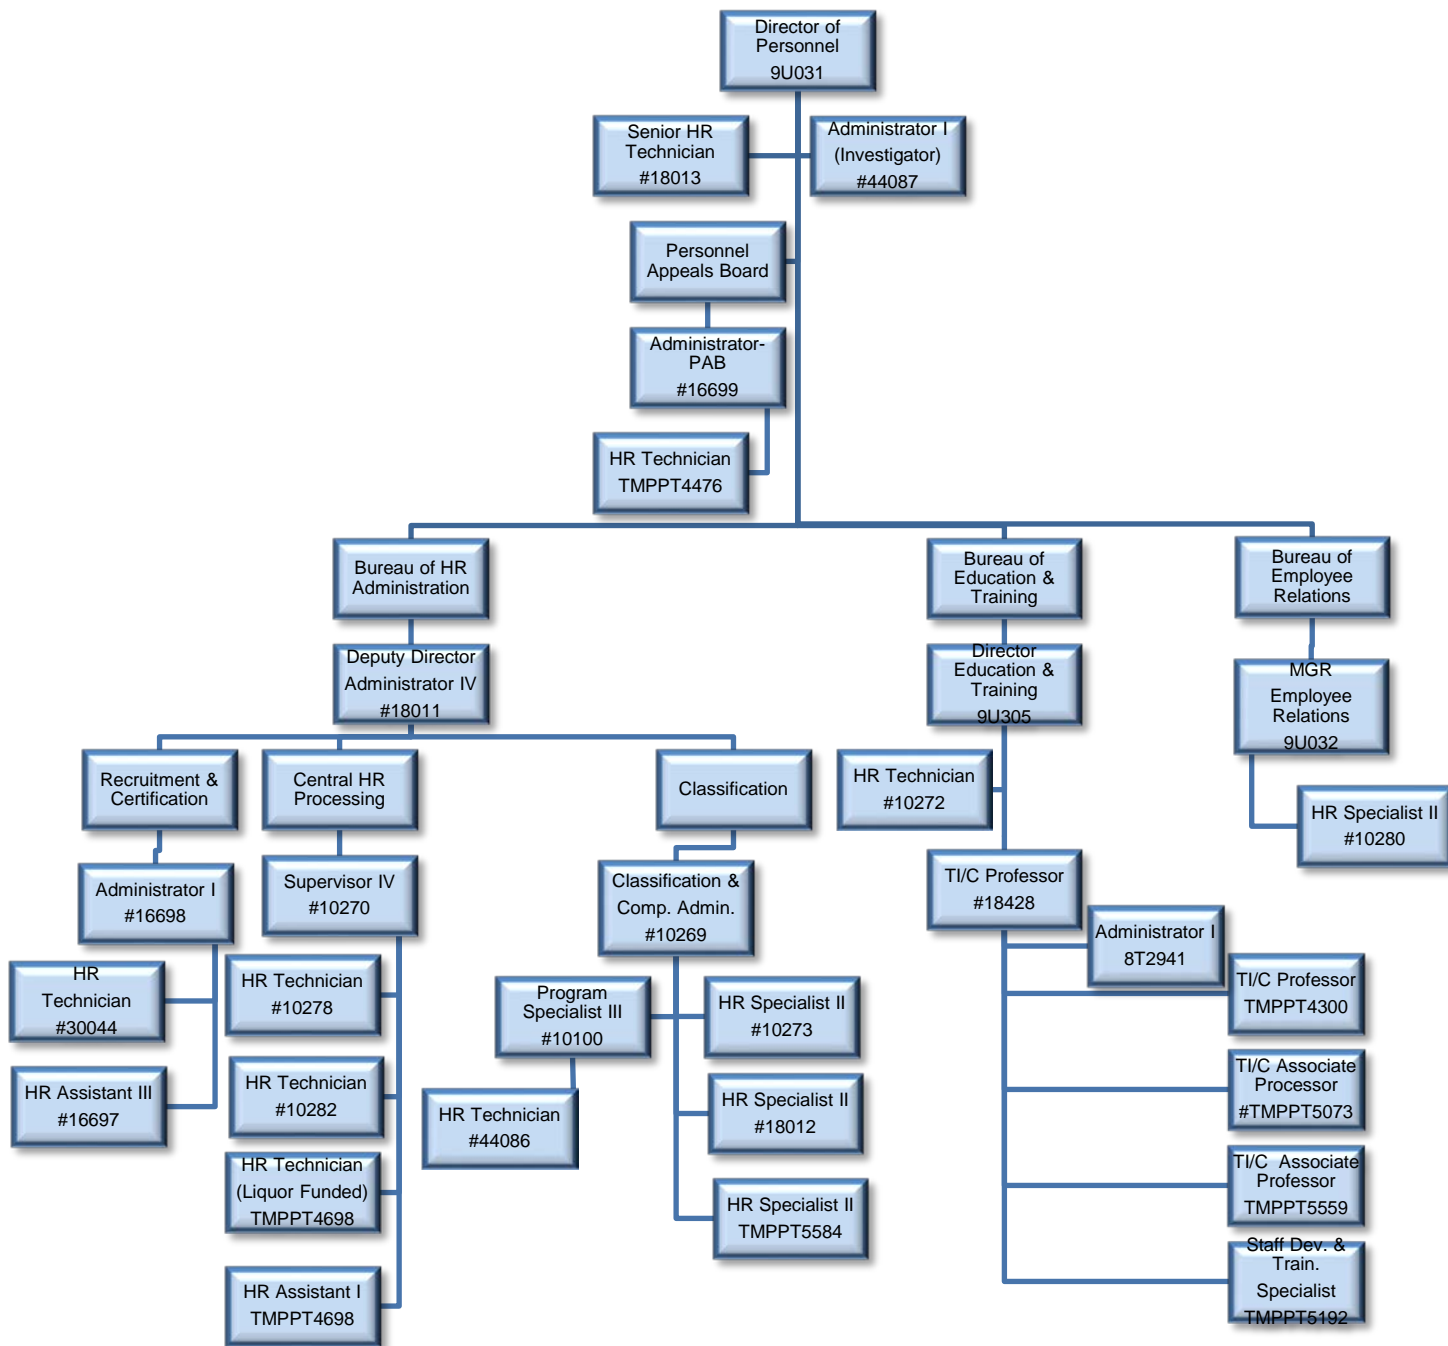 Director of
Personnel
9U031
Senior HR
Technician
#18013
Administrator I
(Investigator)
#44087
Personnel
Appeals Board
Administrator-
PAB
#16699
HR Technician
TMPPT4476
Bureau of HR
Administration
Bureau of
Education &
Training
Bureau of
Employee
Relations
Deputy Director
Administrator IV
#18011
Director
Education &
Training
9U305
MGR
Employee
Relations
9U032
Recruitment &
Certification
Central HR
Processing
Classification
HR Technician
#10272
HR Specialist II
#10280
Administrator I
#16698
Supervisor IV
#10270
Classification &
Comp. Admin.
#10269
TI/C Professor
#18428
Administrator I
8T2941
HR
Technician
#30044
HR Technician
#10278
Program
Specialist III
#10100
HR Specialist II
#10273
TI/C Professor
TMPPT4300
HR Assistant III
#16697
HR Technician
#10282
HR Technician
#44086
HR Specialist II
#18012
TI/C Associate
Processor
#TMPPT5073
HR Technician
(Liquor Funded)
TMPPT4698
HR Specialist II
TMPPT5584
TI/C  Associate
Professor
TMPPT5559
HR Assistant I
TMPPT4698
Staff Dev. &
Train.
Specialist
TMPPT5192